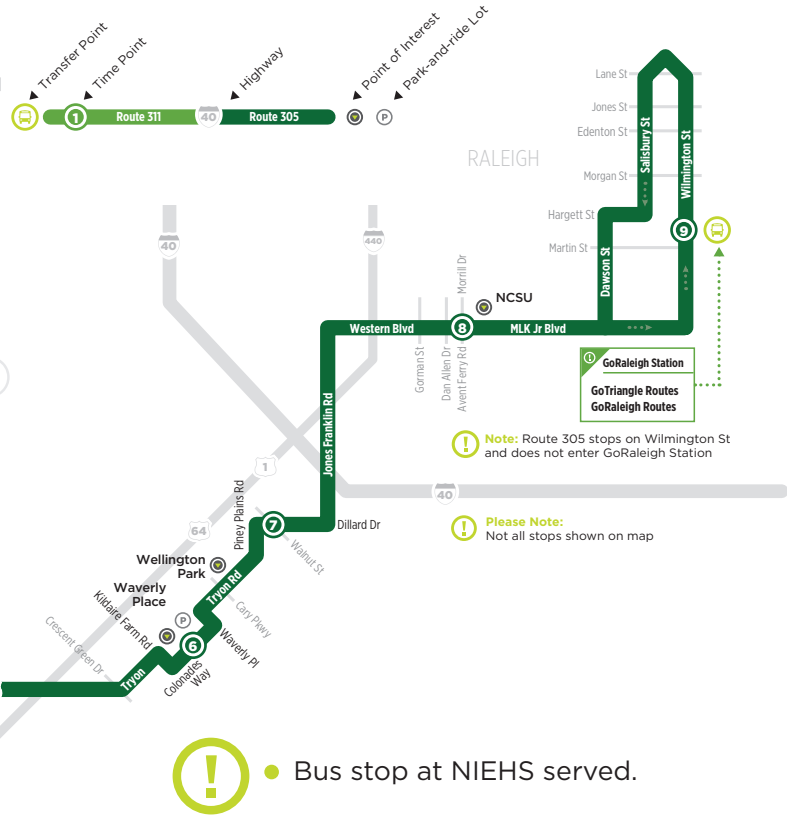 Transfer Point
Time Point
Highway
Point of Interest
Park-and-ride Lot
1
Route 311
40
Route 305
P
RALEIGH
Lane St
Jones St
Edenton St
Morgan St
Hargett St
Martin St
Salisbury St
Wilmington St
Dawson St
9
40
440
Morrill Dr
NCSU
Western Blvd
8
MLK Jr Blvd
Gorman St
Dan Allen Dr
Avent Ferry Rd
GoRaleigh Station
GoTriangle Routes
GoRaleigh Routes
Jones Franklin Rd
! Note: Route 305 stops on Wilmington St
and does not enter GoRaleigh Station
1
40
64
Piney Plains Rd
7
Dillard Dr
! Please Note:
Not all stops shown on map
Walnut St
Wellington
Park
Tryon Rd
Waverly
Place
P
Cary Pkwy
Kildaire Farm Rd
6
Waverly Pl
Crescent Green Dr
Colonades
Way
Tryon
! • Bus stop at NIEHS served.